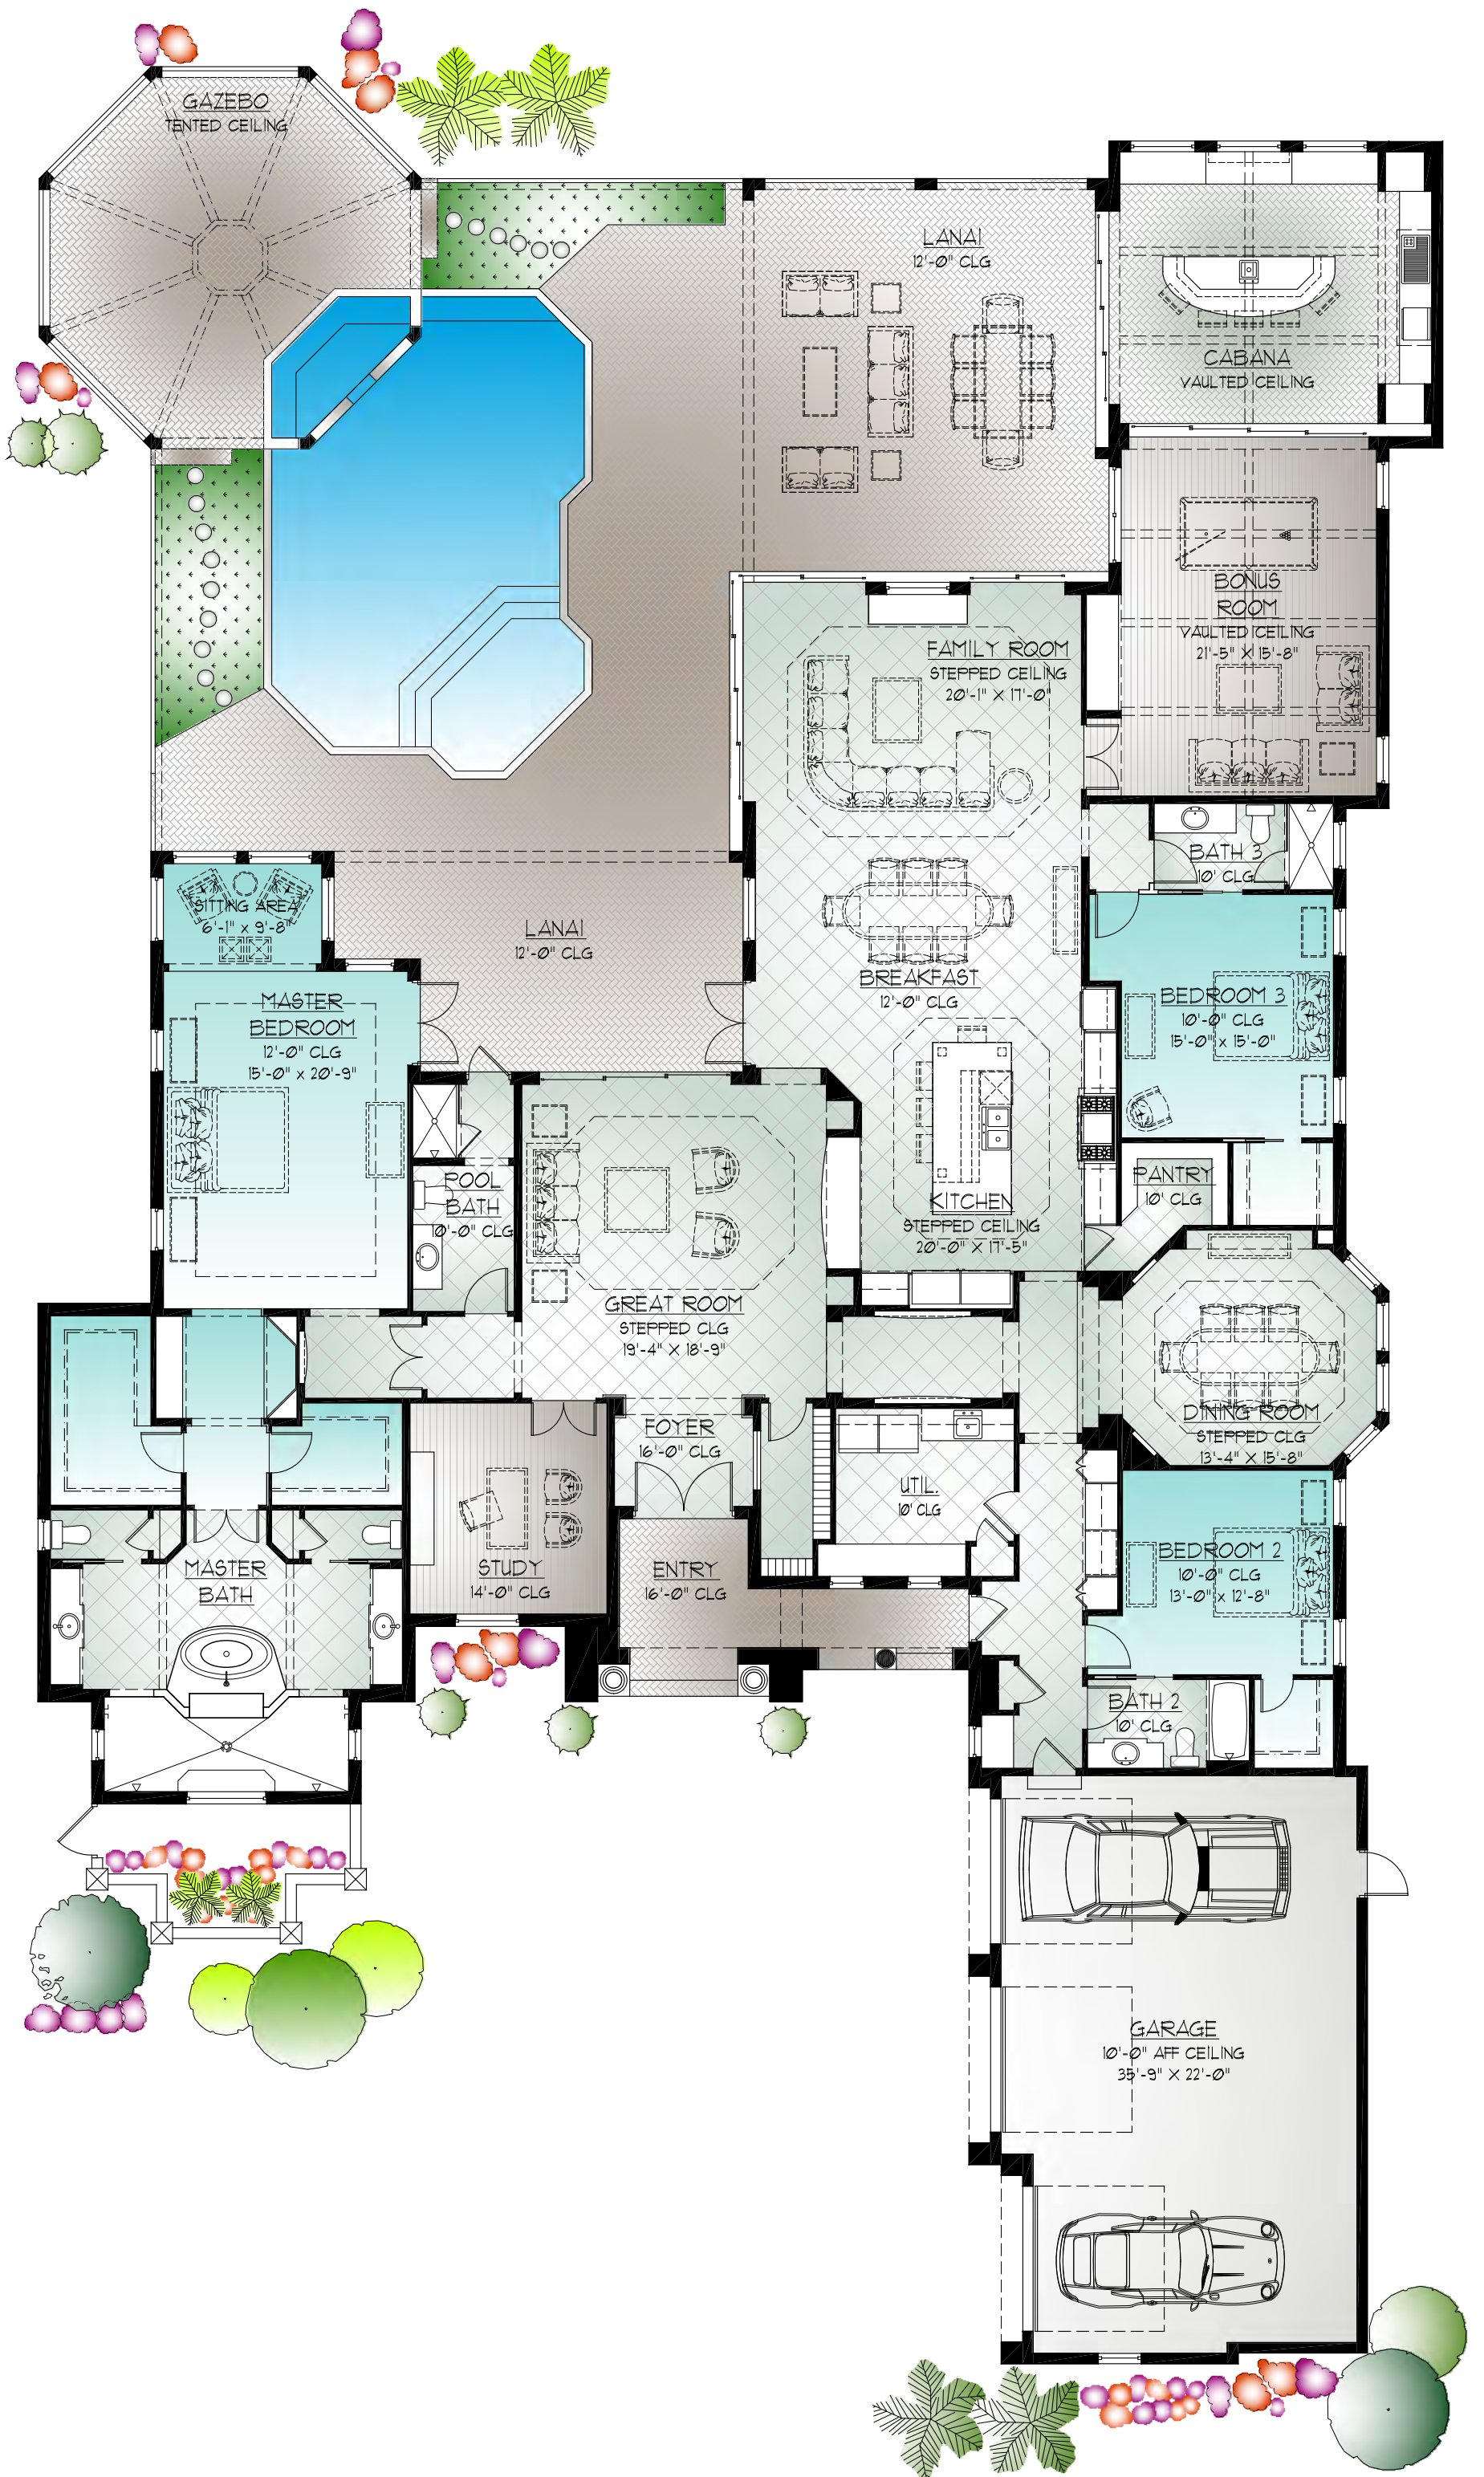 GAZEBO
TENTED CEILING
LANAI
12'-0" CLG
CABANA
VAULTED CEILING
BONUS
ROOM
VAULTED CEILING
21'-5" X 15'-8"
FAMILY ROOM
STEPPED CEILING
20'-1" X 17'-0"
BATH 3
10' CLG
SITTING AREA
6'-1" x 9'-8"
LANAI
12'-0" CLG
BREAKFAST
12'-0" CLG
BEDROOM 3
10'-0" CLG
15'-0" x 15'-0"
MASTER
BEDROOM
12'-0" CLG
15'-0" x 20'-9"
POOL
BATH
10'-0" CLG
PANTRY
10' CLG
KITCHEN
STEPPED CEILING
20'-0" X 17'-5"
GREAT ROOM
STEPPED CLG
19'-4" X 18'-9"
DINING ROOM
STEPPED CLG
13'-4" X 15'-8"
FOYER
16'-0" CLG
UTIL.
10' CLG
STUDY
14'-0" CLG
ENTRY
16'-0" CLG
MASTER
BATH
BEDROOM 2
10'-0" CLG
13'-0" x 12'-8"
BATH 2
10' CLG
GARAGE
10'-0" AFF CEILING
35'-9" X 22'-0"